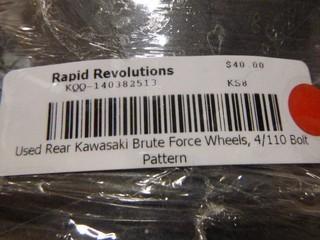 Rapid Revolutions $40.00
KQQ-140382513 KS8
Used Rear Kawasaki Brute Force Wheels, 4/110 Bolt
Pattern